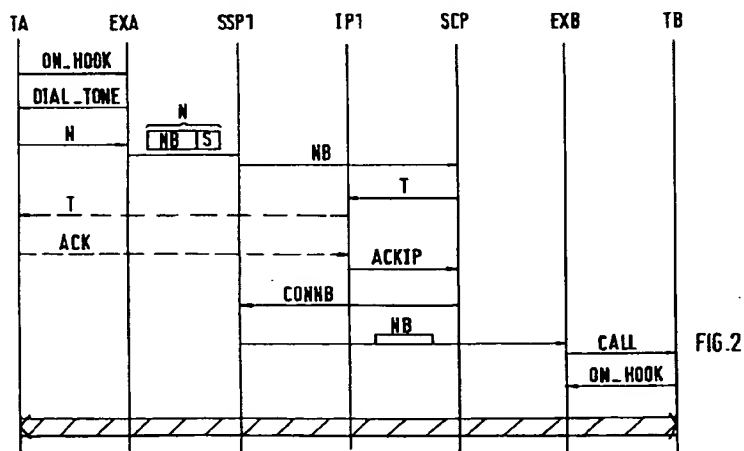 TA EXA SSP1 IP1 SCP EXB TB
ON_HOOK
DIAL_TONE
N
N
NB S
NB
T
T
ACK
ACKIP
CONNB
NB
CALL
FIG.2
ON_HOOK